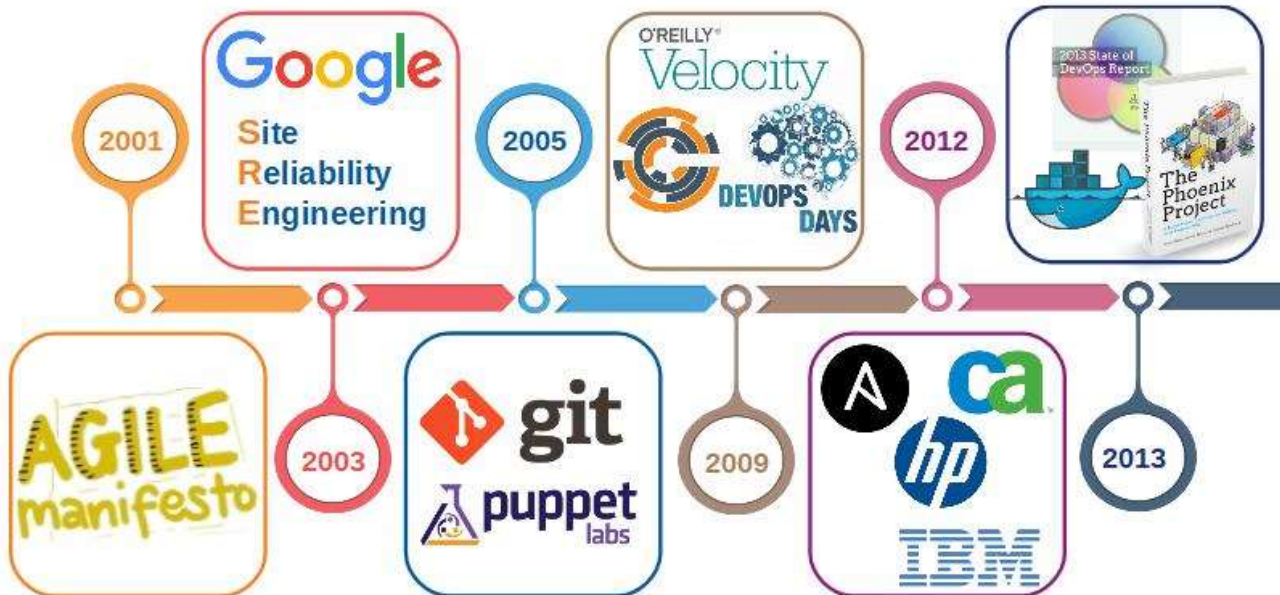 2001
AGILE
manifesto
Google
Site
Reliability
Engineering
2003
2005
git
puppet
labs
O'REILLY®
Velocity
DEVOPS
DAYS
2009
2012
ca
hp
IBM
2013 State of
DevOps Report
The
Phoenix
Project
2013